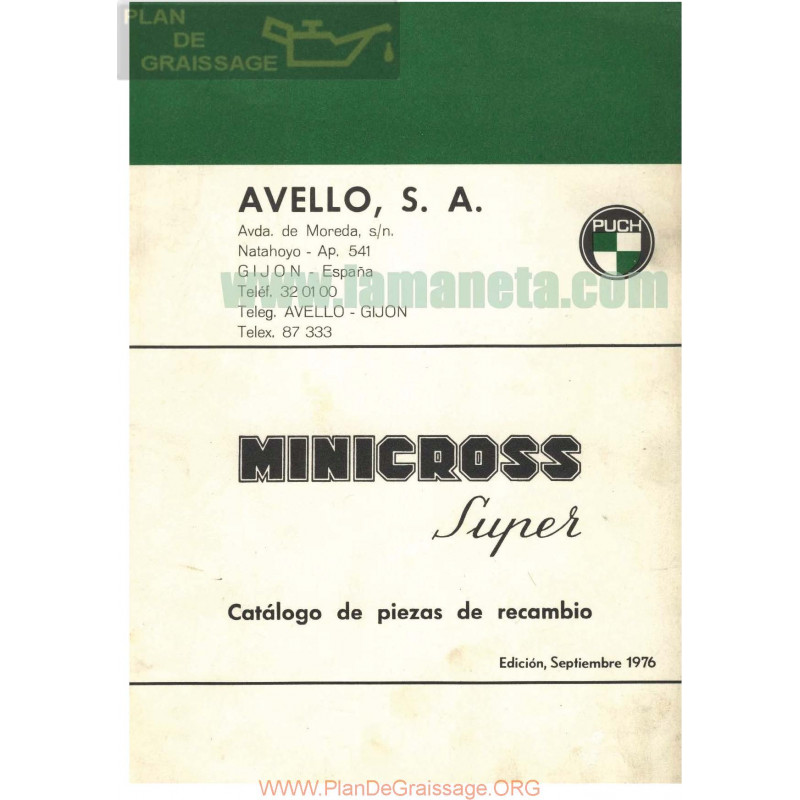 PLAN
DE
GRAISSAGE
AVELLO, S. A.
Avda. de Moreda, s/n.
Natahoyo - Ap. 541
GIJON - España
Teléf. 32 01 00
Teleg. AVELLO - GIJON
Telex. 87 333
PUCH
www.lamaneta.com
MINICROSS
Super
Catálogo de piezas de recambio
Edición, Septiembre 1976
www.PlanDeGraissage.ORG